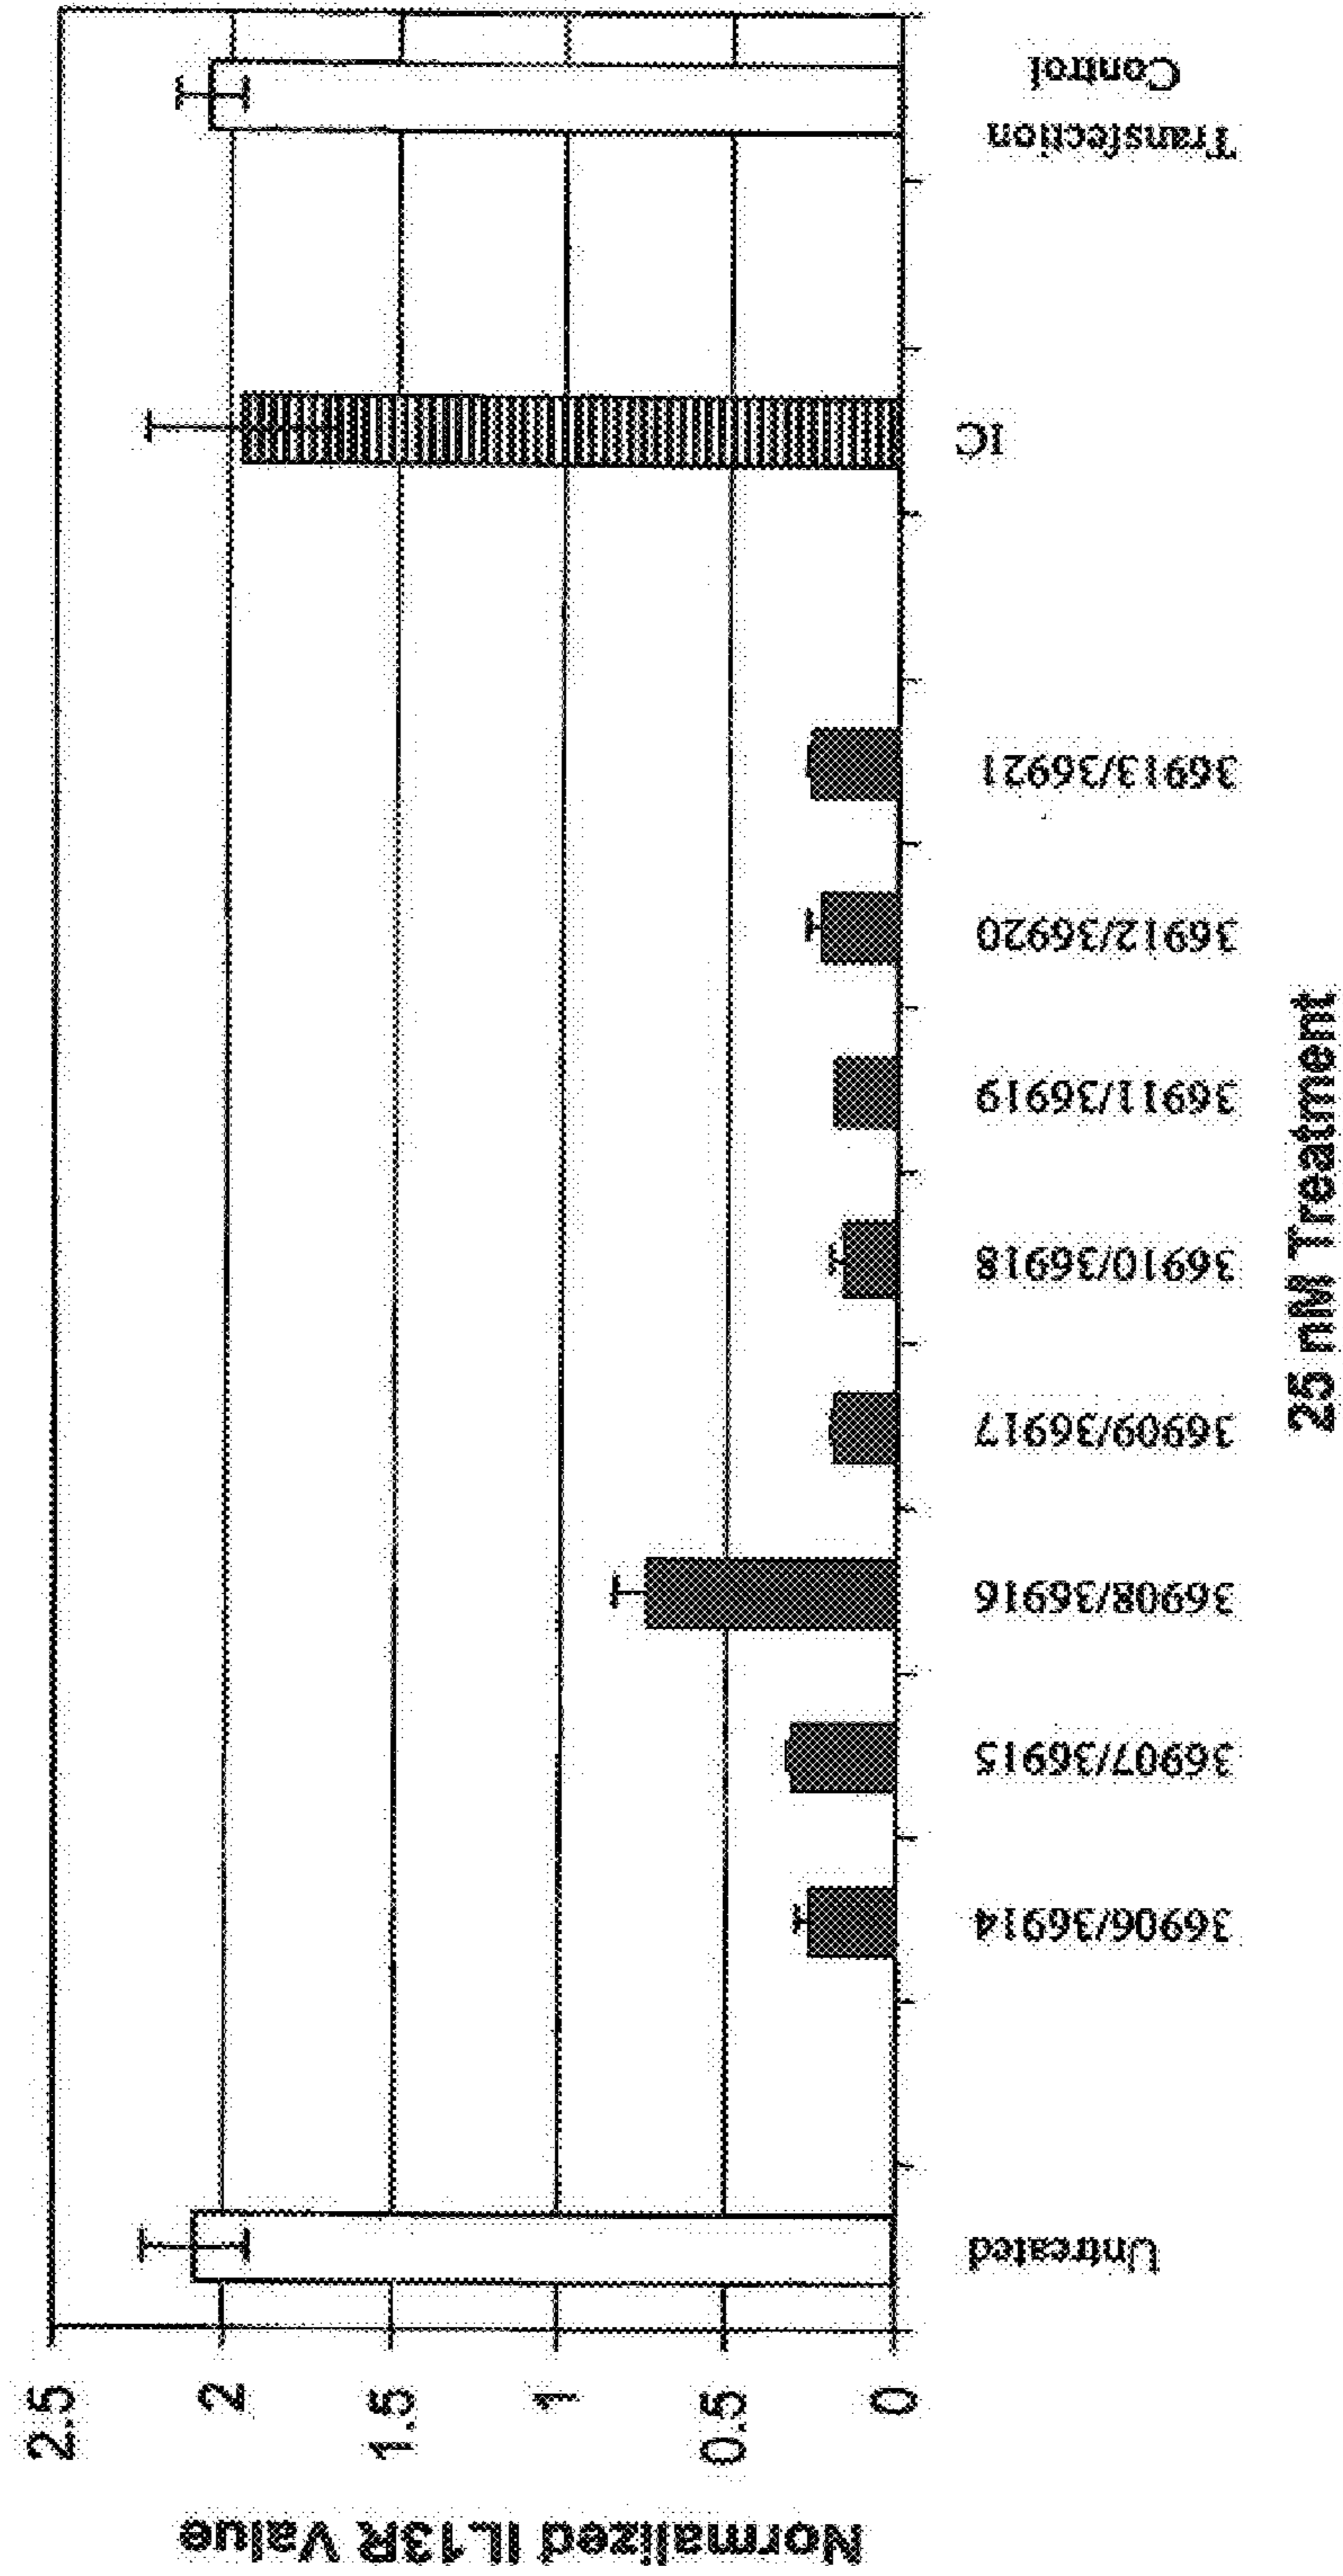 Normalized IL13R Value
2.5
2
1.5
1
0.5
0
Untreated
36906/36914
36907/36915
36908/36916
36909/36917
36910/36918
36911/36919
36912/36920
36913/36921
IC
Transfection
Control
25 nM Treatment